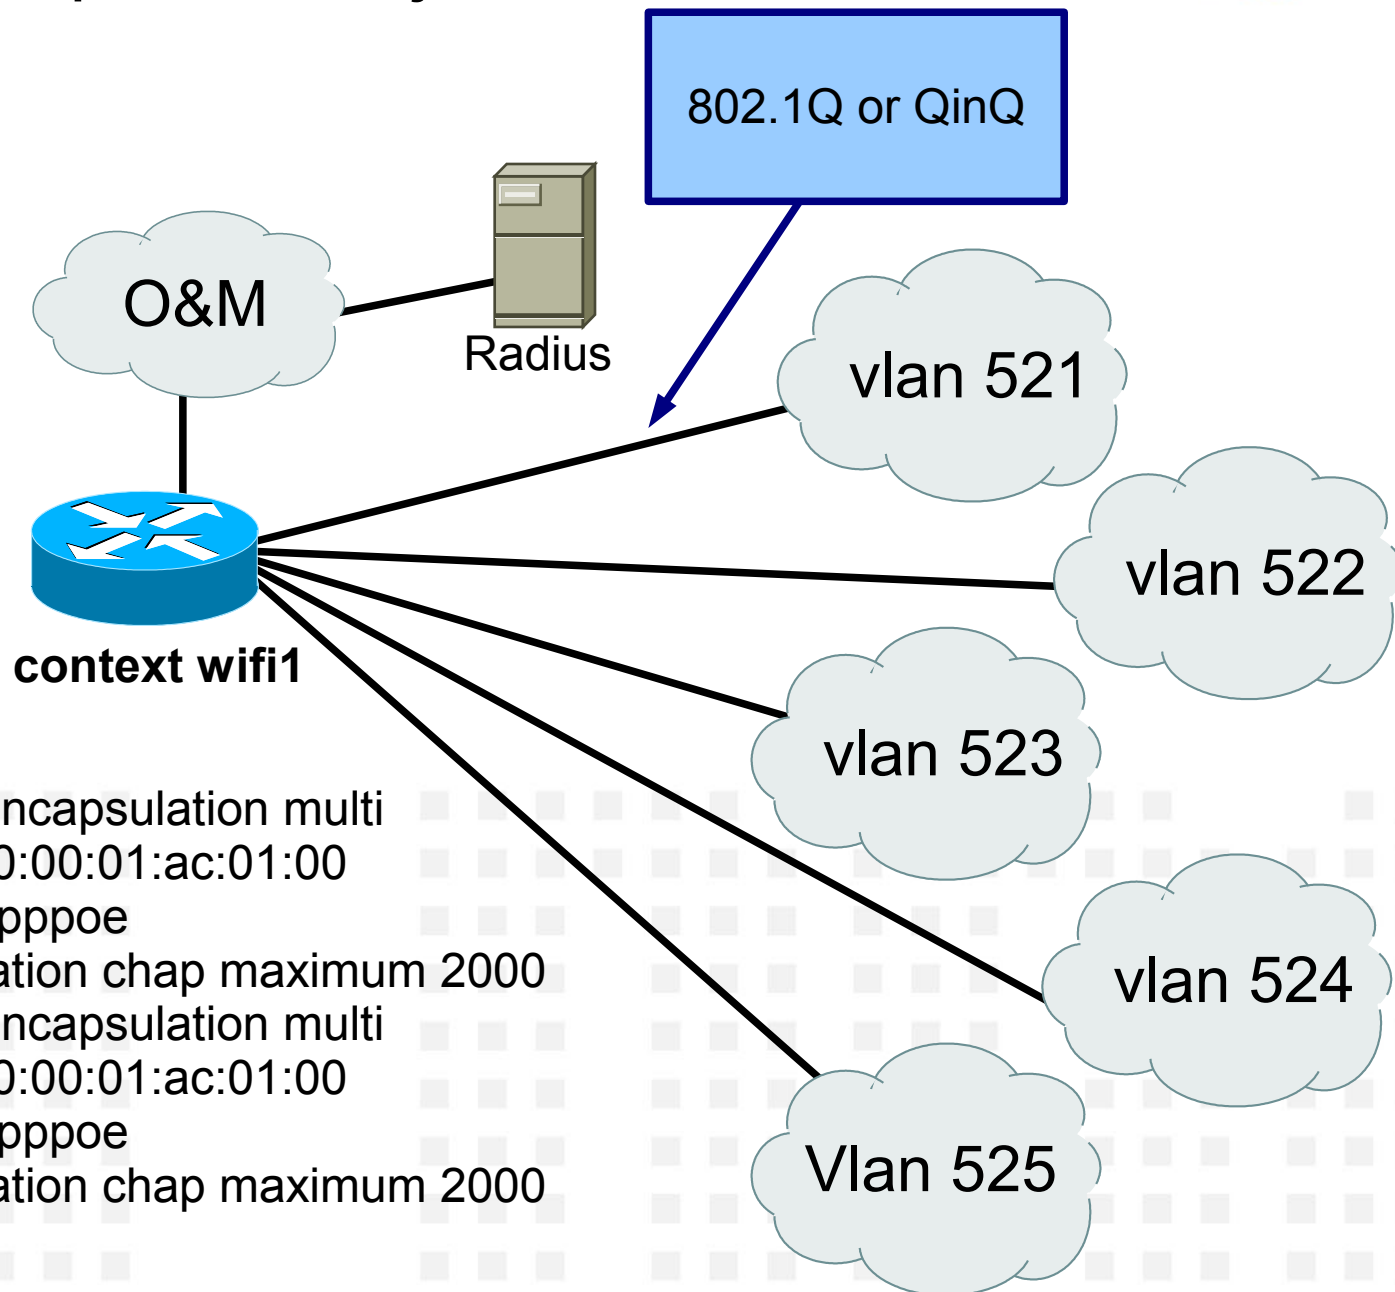 802.1Q or QinQ
O&M
Radius
vlan 521
vlan 522
context wifi1
vlan 523
ncapsulation multi
0:00:01:ac:01:00
pppoe
ation chap maximum 2000
vlan 524
ncapsulation multi
0:00:01:ac:01:00
pppoe
Vlan 525
ation chap maximum 2000